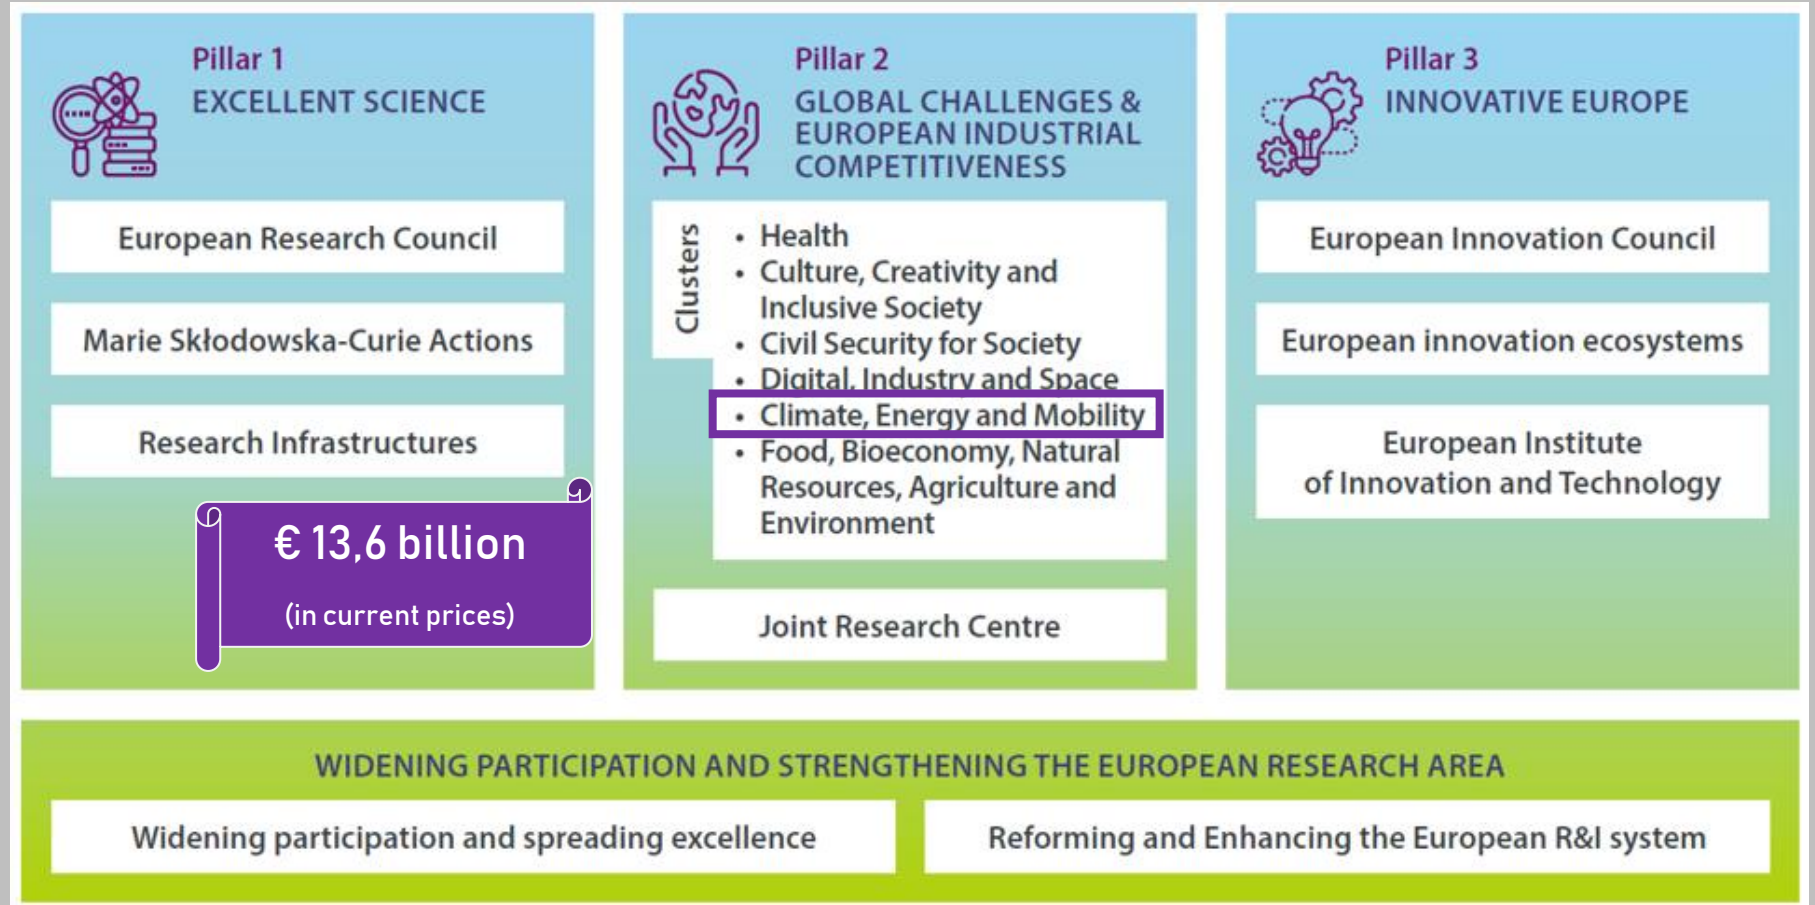 Pillar 1
EXCELLENT SCIENCE
European Research Council
Marie Skłodowska-Curie Actions
Research Infrastructures
€ 13,6 billion
(in current prices)
Pillar 2
GLOBAL CHALLENGES &
EUROPEAN INDUSTRIAL
COMPETITIVENESS
Clusters
• Health
• Culture, Creativity and
Inclusive Society
• Civil Security for Society
• Digital, Industry and Space
• Climate, Energy and Mobility
• Food, Bioeconomy, Natural
Resources, Agriculture and
Environment
Joint Research Centre
Pillar 3
INNOVATIVE EUROPE
European Innovation Council
European innovation ecosystems
European Institute
of Innovation and Technology
WIDENING PARTICIPATION AND STRENGTHENING THE EUROPEAN RESEARCH AREA
Widening participation and spreading excellence
Reforming and Enhancing the European R&I system